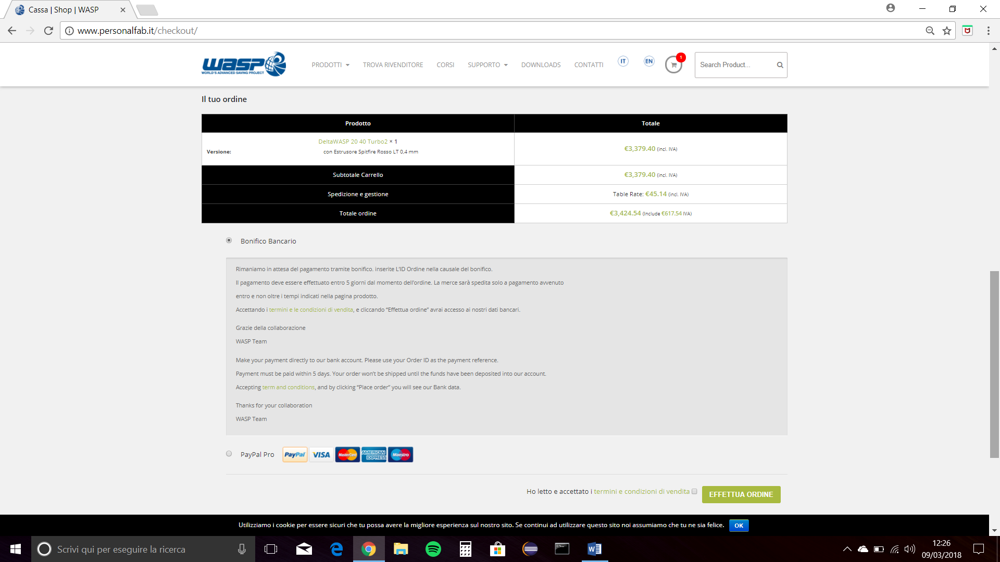 Cassa | Shop | WASP
www.personalfab.it/checkout/
wasp
WORLD'S ADVANCED SAVING PROJECT
PRODOTTI TROVA RIVENDITORE CORSI SUPPORTO DOWNLOADS CONTATTI IT EN 1 Search Product...
Il tuo ordine
Prodotto Totale
DeltaWASP 20 40 Turbo2 × 1
Versione: con Estrusore Spitfire Rosso LT 0,4 mm
€3,379.40 (incl. IVA)
Subtotale Carrello €3,379.40 (incl. IVA)
Spedizione e gestione Table Rate: €45.14 (incl. IVA)
Totale ordine €3,424.54 (Include €617.54 IVA)
Bonifico Bancario
Rimaniamo in attesa del pagamento tramite bonifico. inserite L'ID Ordine nella causale del bonifico.
Il pagamento deve essere effettuato entro 5 giorni dal momento dell'ordine. La merce sarà spedita solo a pagamento avvenuto
entro e non oltre i tempi indicati nella pagina prodotto.
Accettando i termini e le condizioni di vendita, e cliccando "Effettua ordine" avrai accesso ai nostri dati bancari.
Grazie della collaborazione
WASP Team
Make your payment directly to our bank account. Please use your Order ID as the payment reference.
Payment must be paid within 5 days. Your order won't be shipped until the funds have been deposited into our account.
Accepting term and conditions, and by clicking "Place order" you will see our Bank data.
Thanks for your collaboration
WASP Team
PayPal Pro PayPal VISA MasterCard AMERICAN EXPRESS Maestro
Ho letto e accettato i termini e condizioni di vendita EFFETTUA ORDINE
Utilizziamo i cookie per essere sicuri che tu possa avere la migliore esperienza sul nostro sito. Se continui ad utilizzare questo sito noi assumiamo che tu ne sia felice. OK
Scrivi qui per eseguire la ricerca
12:26
09/03/2018